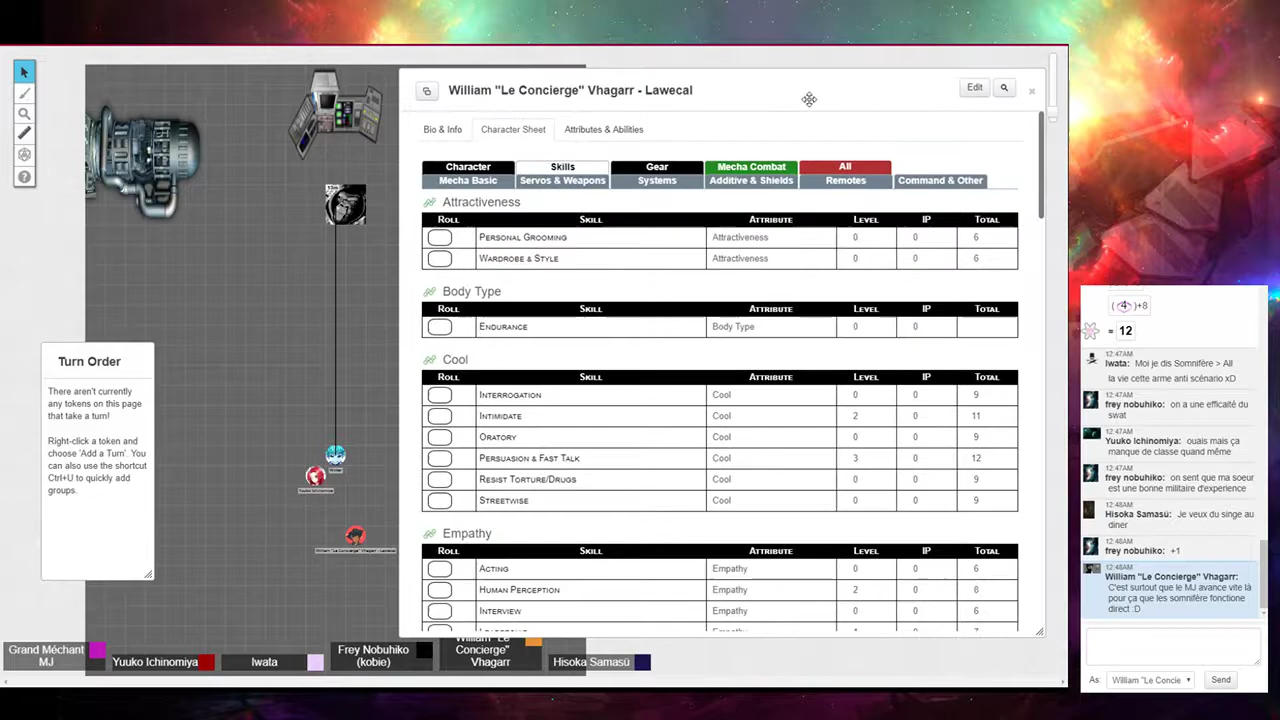 William "Le Concierge" Vhagarr - Lawecal
Edit
Bio & Info
Character Sheet
Attributes & Abilities
Character Skills Gear Mecha Combat All
Mecha Basic Servos & Weapons Systems Additive & Shields Remotes Command & Other
Attractiveness
ROLL SKILL ATTRIBUTE LEVEL IP TOTAL
PERSONAL GROOMING Attractiveness 0 0 6
WARDROBE & STYLE Attractiveness 0 0 6
Body Type
ROLL SKILL ATTRIBUTE LEVEL IP TOTAL
ENDURANCE Body Type 0 0
Cool
ROLL SKILL ATTRIBUTE LEVEL IP TOTAL
INTERROGATION Cool 0 0 9
INTIMIDATE Cool 2 0 11
ORATORY Cool 0 0 9
PERSUASION & FAST TALK Cool 3 0 12
RESIST TORTURE/DRUGS Cool 0 0 9
STREETWISE Cool 0 0 9
Empathy
ROLL SKILL ATTRIBUTE LEVEL IP TOTAL
ACTING Empathy 0 0 6
HUMAN PERCEPTION Empathy 2 0 8
INTERVIEW Empathy 0 0 6
Turn Order
There aren't currently
any tokens on this page
that take a turn!
Right-click a token and
choose 'Add a Turn'. You
can also use the shortcut
Ctrl+U to quickly add
groups.
William "Le Concierge" Vhagarr - Lawecal
Grand Méchant
MJ
Yuuko Ichinomiya
Iwata
Frey Nobuhiko
(kobie)
William "Le
Concierge"
Vhagarr
Hisoka Samasú
(4)+8
= 12
12:47AM
Iwata: Moi je dis Somnifère > All
la vie cette arme anti scénario xD
12:47AM
frey nobuhiko: on a une efficaité du
swat
12:47AM
Yuuko Ichinomiya: ouais mais ça
manque de classe quand même
12:47AM
frey nobuhiko: on sent que ma soeur
est une bonne militaire d'experience
12:48AM
Hisoka Samasú: Je veux du singe au
diner
12:48AM
frey nobuhiko: +1
12:48AM
William "Le Concierge" Vhagarr:
C'est surtout que le MJ avance vite là
pour ça que les somnifère fonctione
direct :D
As: William "Le Concie
Send